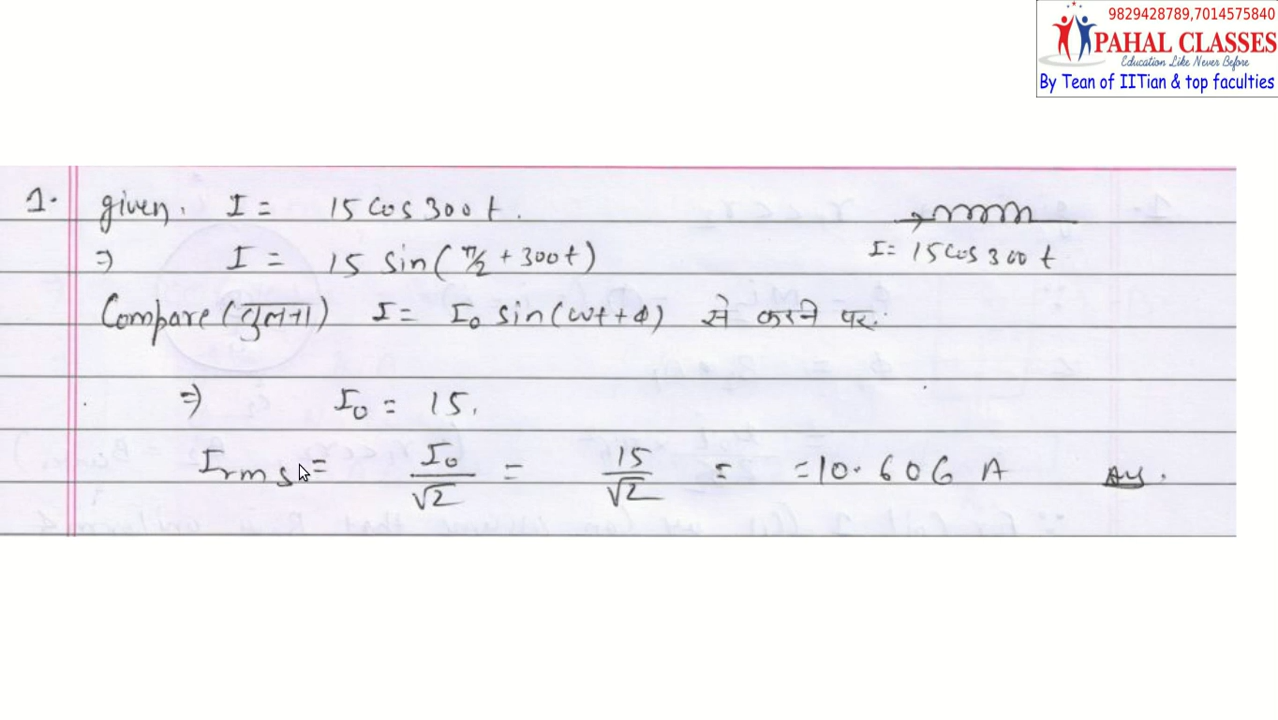 9829428789,7014575840
PAHAL CLASSES
Education Like Never Before
By Tean of IITian & top faculties
1. given. I = 15 cos 300 t.
I = 15 cos 300 t
⇒ I = 15 sin(π/2 + 300t)
Compare (तुलना) I = I₀ sin(ωt+ϕ) से करने पर:
⇒ I₀ = 15,
Irms = I₀/√2 = 15/√2 = =10.606 A Ans.